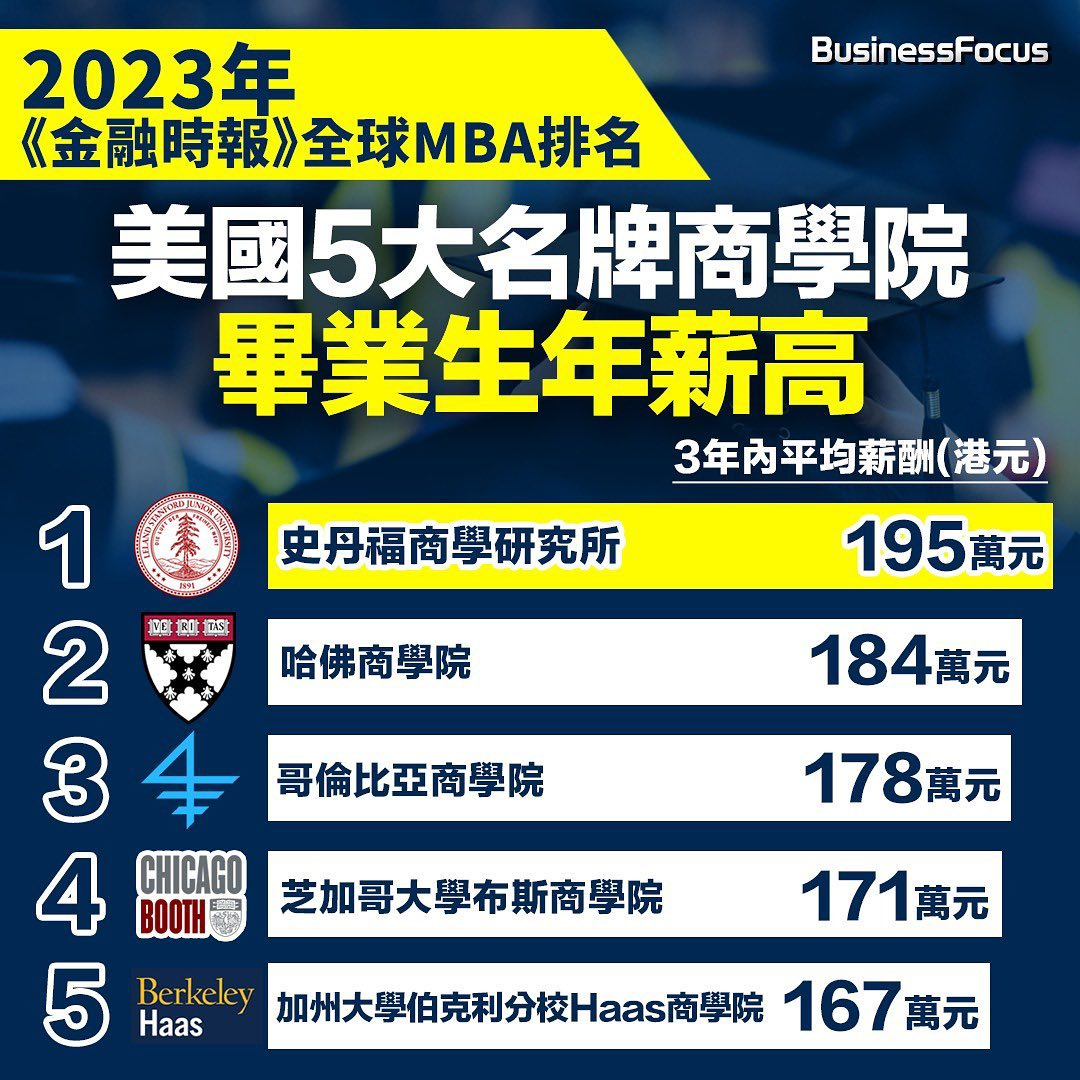 BusinessFocus
2023年
《金融時報》全球MBA排名
美國5大名牌商學院
畢業生年薪高
3年內平均薪酬(港元)
1
LELAND STANFORD JUNIOR UNIVERSITY
DIE LUFT DER FREIHEIT WEHT
1891
史丹福商學研究所 195萬元
2
VE RI TAS
哈佛商學院 184萬元
3
哥倫比亞商學院 178萬元
4
CHICAGO
BOOTH
芝加哥大學布斯商學院 171萬元
5
Berkeley
Haas
加州大學伯克利分校Haas商學院 167萬元